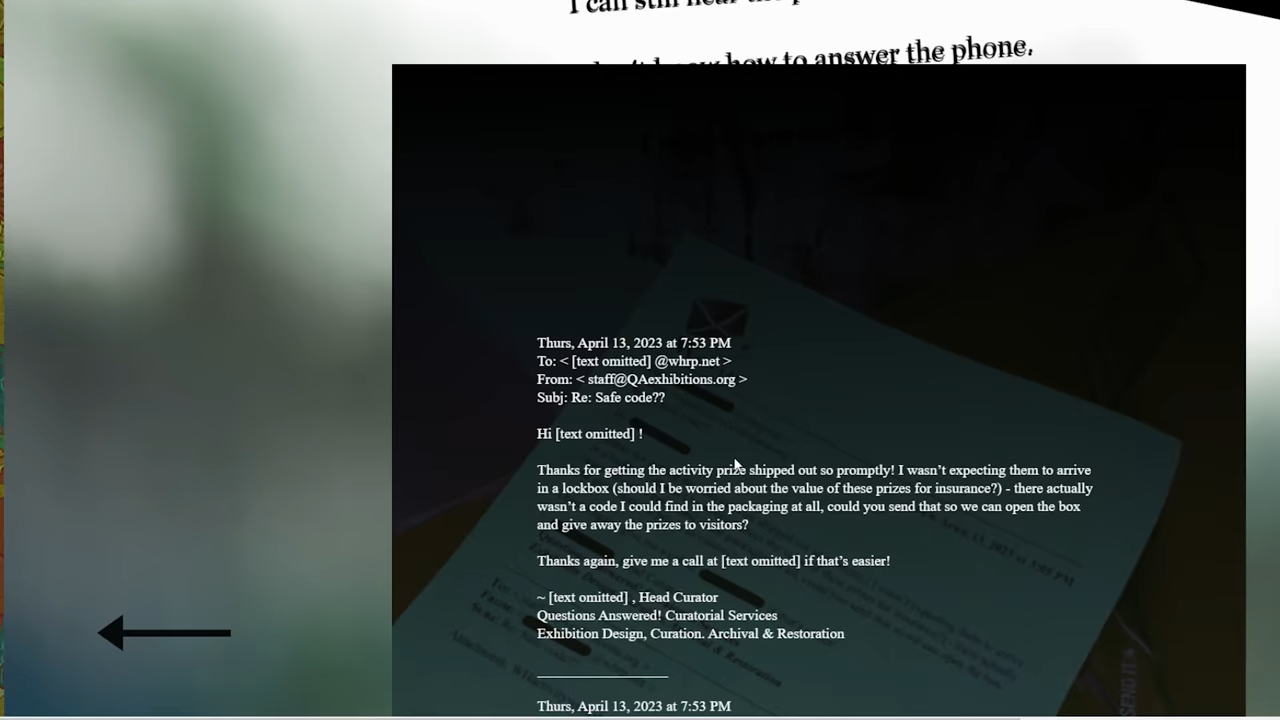 I can still
how to answer the phone.
Thurs, April 13, 2023 at 7:53 PM
To: < [text omitted] @whrp.net >
From: < staff@QAexhibitions.org >
Subj: Re: Safe code??
Hi [text omitted] !
Thanks for getting the activity prize shipped out so promptly! I wasn’t expecting them to arrive
in a lockbox (should I be worried about the value of these prizes for insurance?) - there actually
wasn’t a code I could find in the packaging at all, could you send that so we can open the box
and give away the prizes to visitors?
Thanks again, give me a call at [text omitted] if that’s easier!
~ [text omitted] , Head Curator
Questions Answered! Curatorial Services
Exhibition Design, Curation. Archival & Restoration
Thurs, April 13, 2023 at 7:53 PM